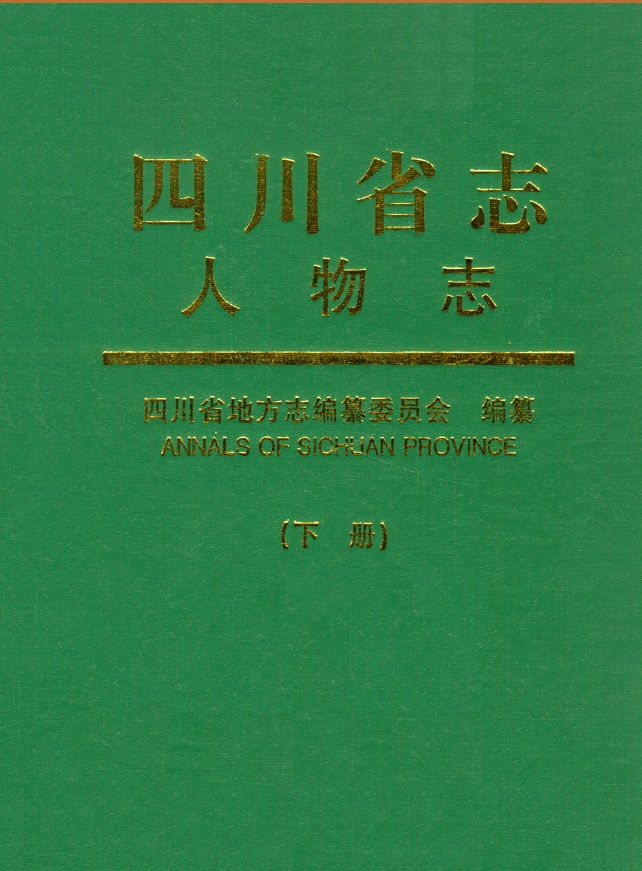 四川省志
人物志
四川省地方志编纂委员会 编纂
ANNALS OF SICHUAN PROVINCE
(下 册)